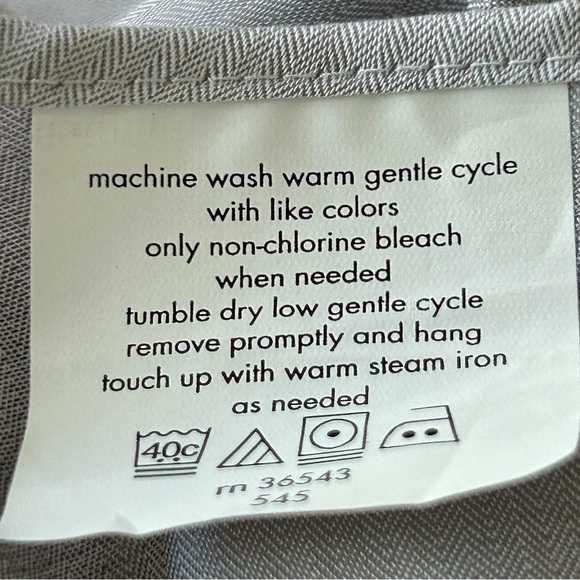 machine wash warm gentle cycle
with like colors
only non-chlorine bleach
when needed
tumble dry low gentle cycle
remove promptly and hang
touch up with warm steam iron
as needed
40c
rn 36543
545